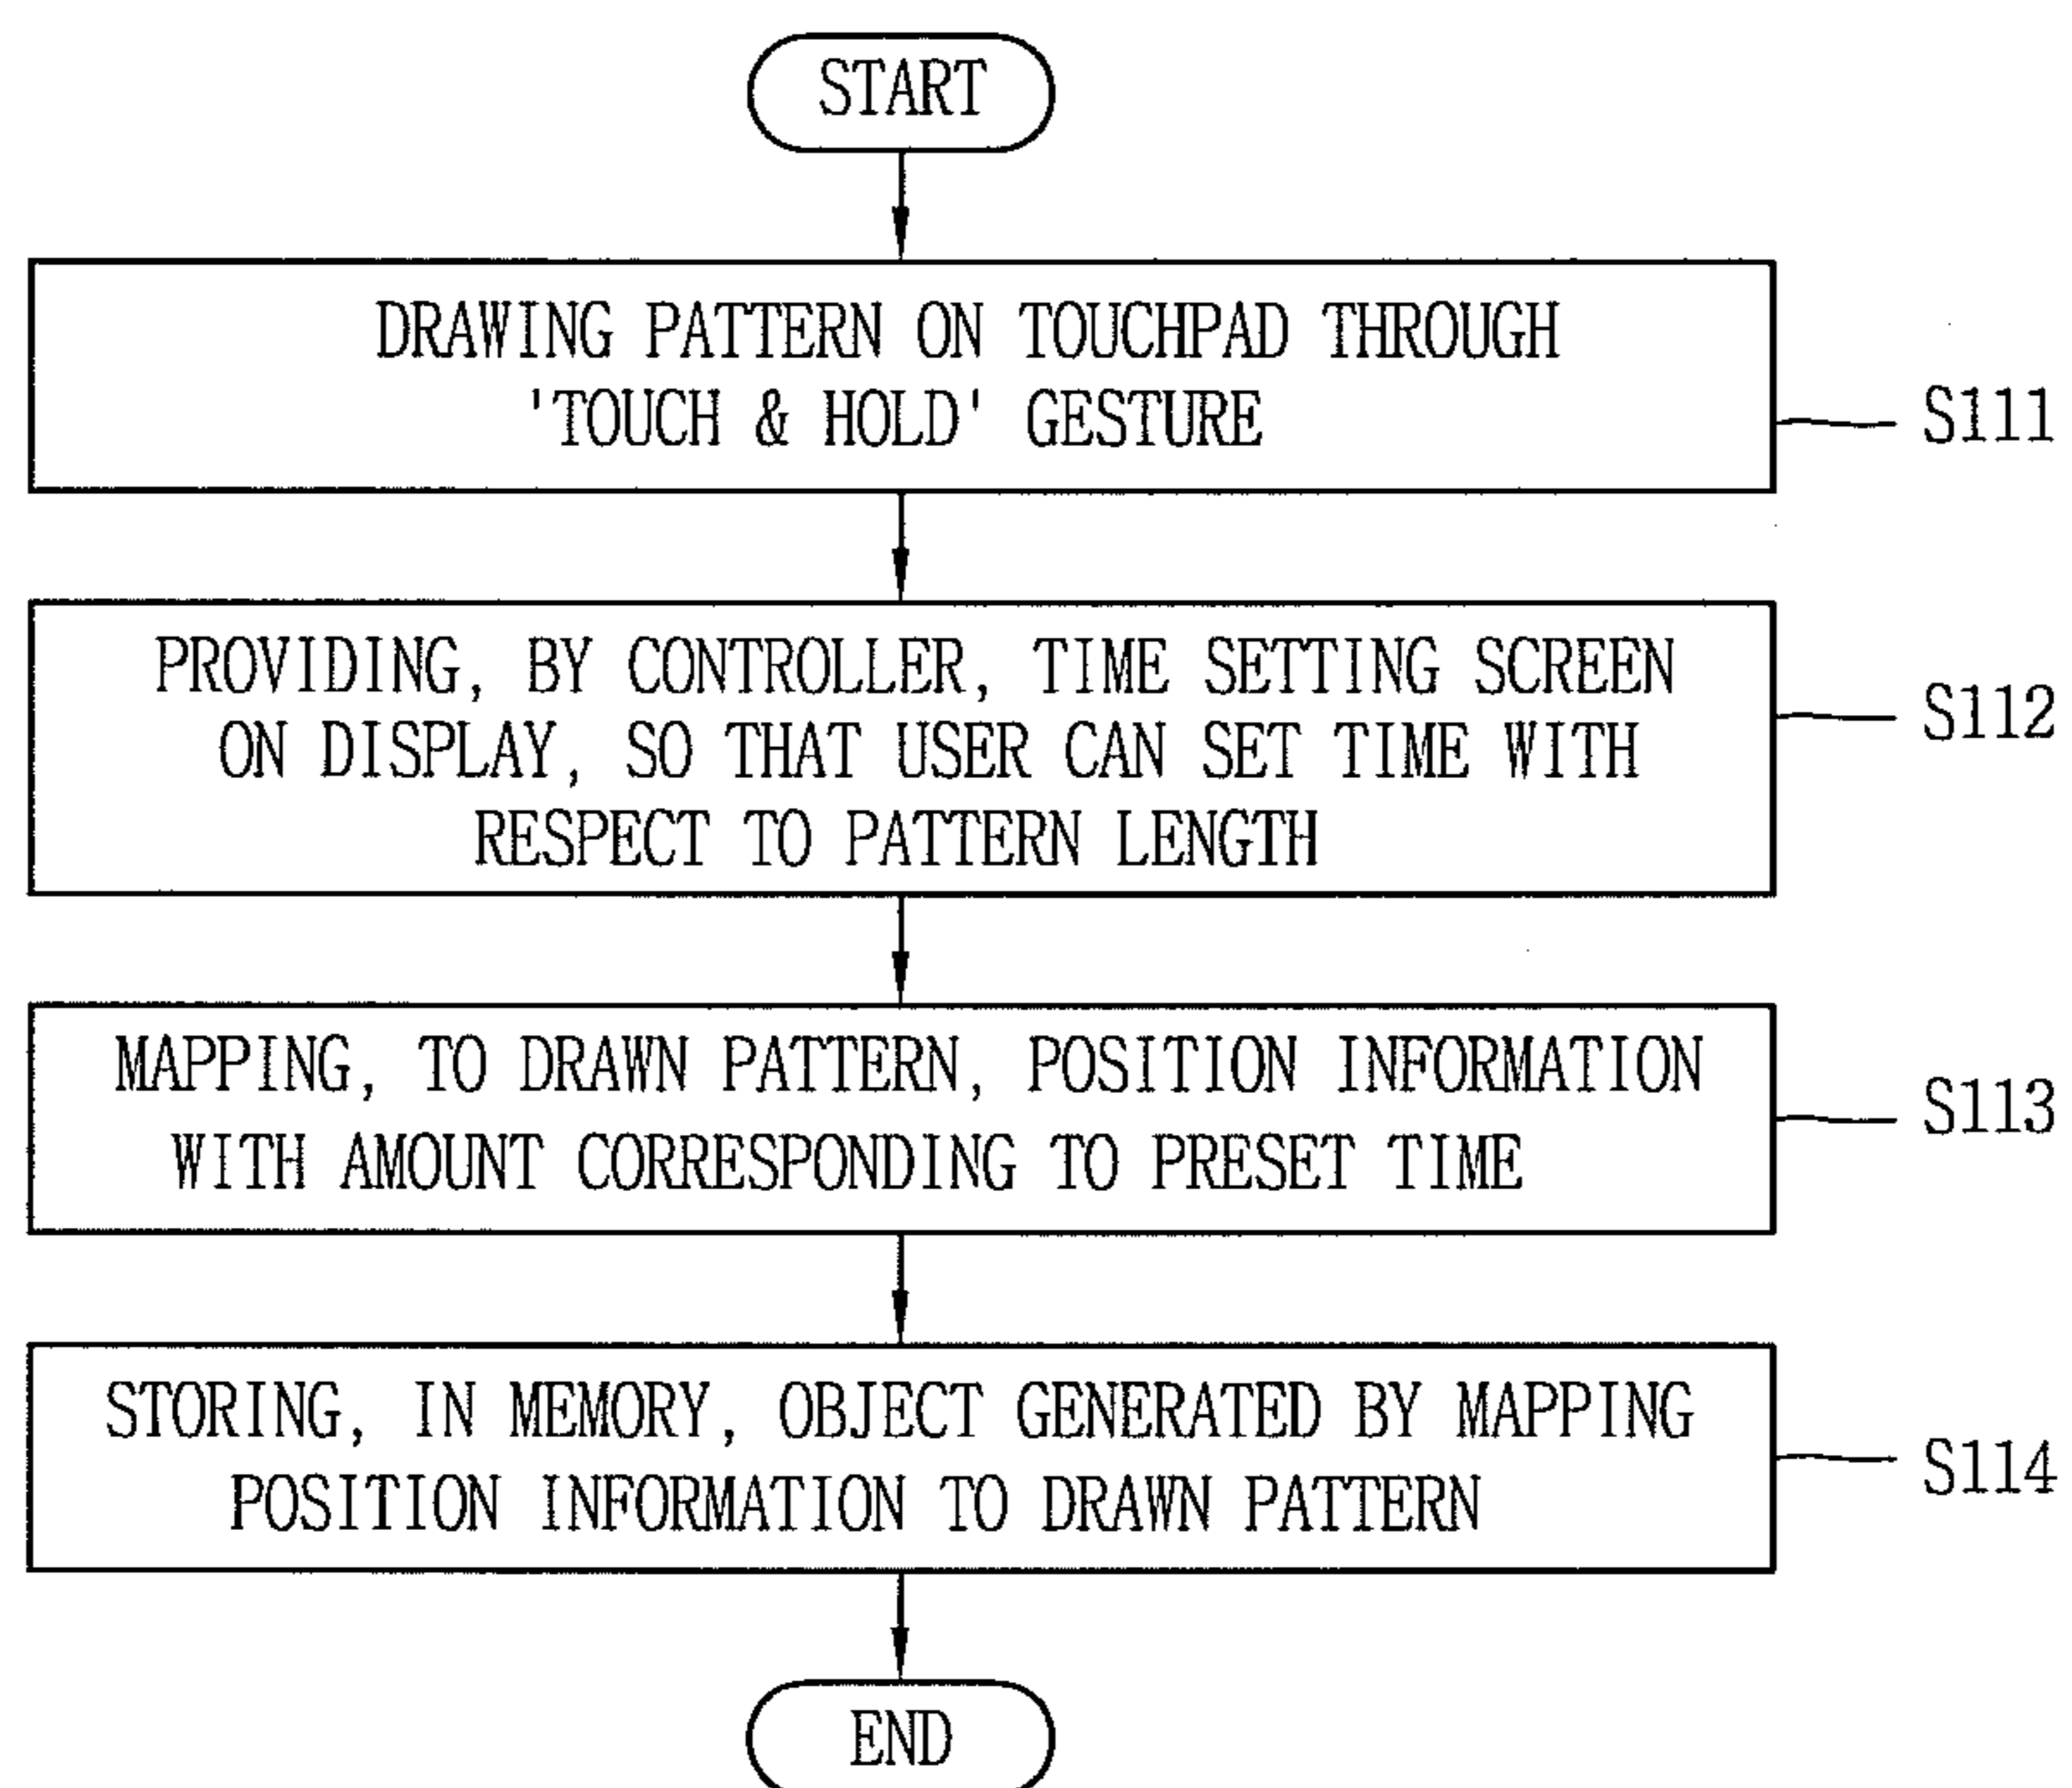 START
DRAWING PATTERN ON TOUCHPAD THROUGH
'TOUCH & HOLD' GESTURE
S111
PROVIDING, BY CONTROLLER, TIME SETTING SCREEN
ON DISPLAY, SO THAT USER CAN SET TIME WITH
RESPECT TO PATTERN LENGTH
S112
MAPPING, TO DRAWN PATTERN, POSITION INFORMATION
WITH AMOUNT CORRESPONDING TO PRESET TIME
S113
STORING, IN MEMORY, OBJECT GENERATED BY MAPPING
POSITION INFORMATION TO DRAWN PATTERN
S114
END